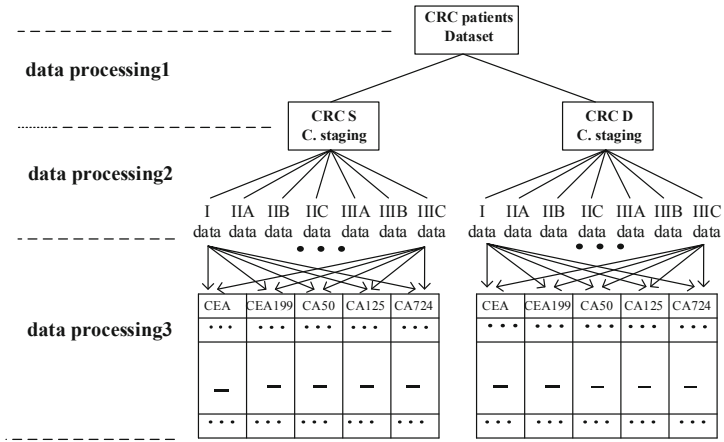 CRC patients
Dataset
data processing1
CRC S
C. staging
CRC D
C. staging
data processing2
I IIA IIB IIC IIIA IIIB IIIC
data data data data data data data
I IIA IIB IIC IIIA IIIB IIIC
data data data data data data data
data processing3
CEA CEA199 CA50 CA125 CA724
CEA CEA199 CA50 CA125 CA724